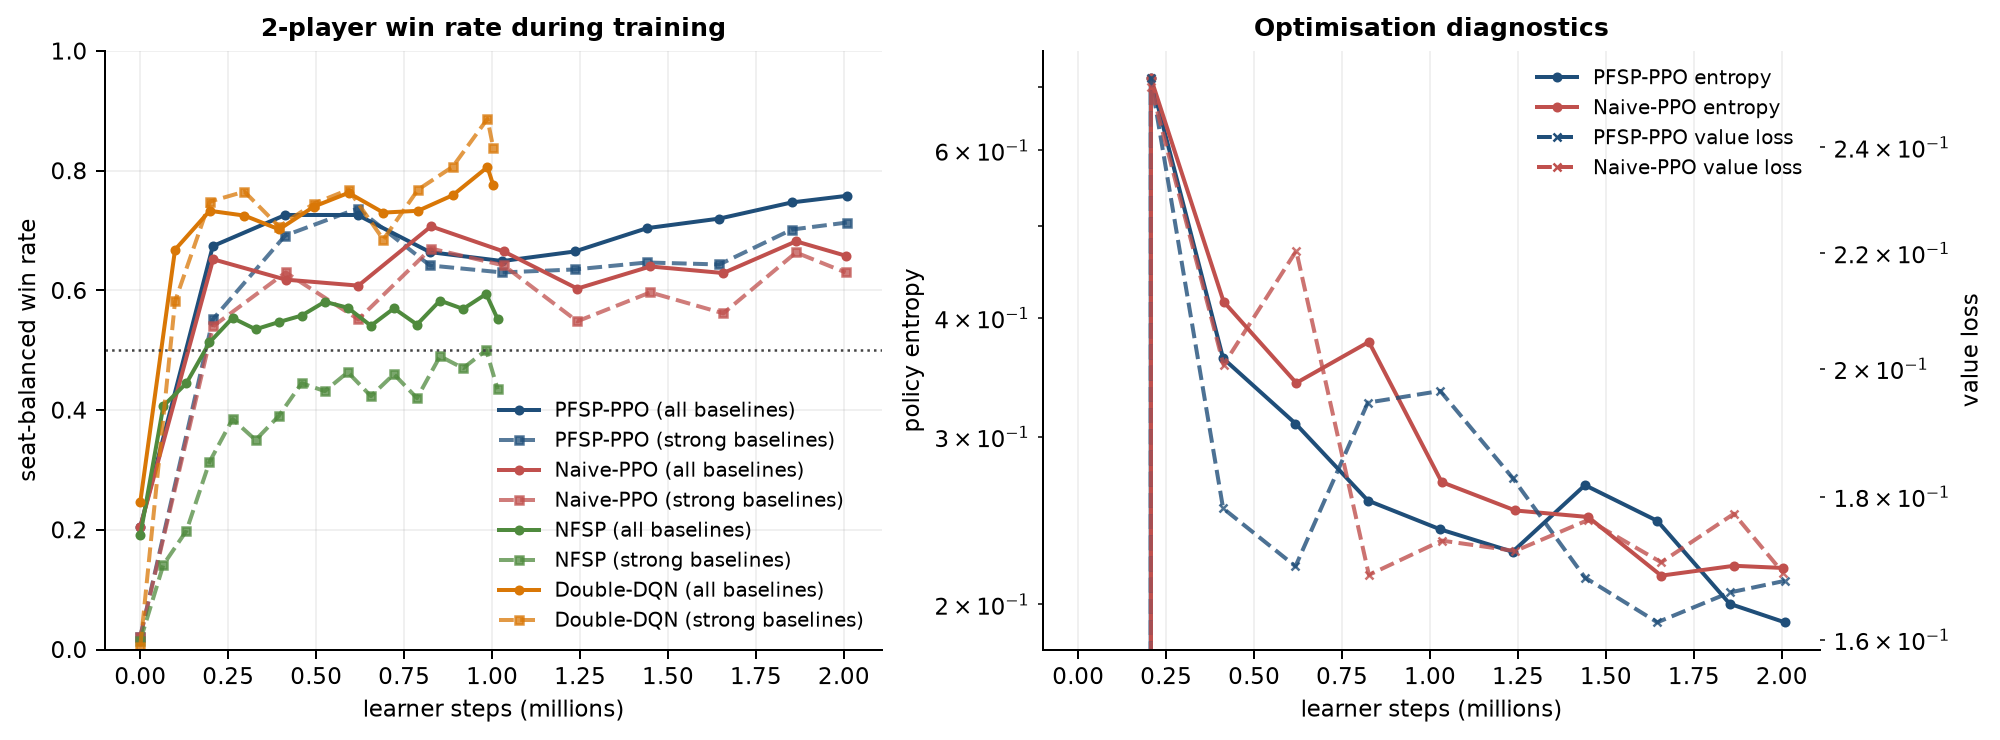 2-player win rate during training
seat-balanced win rate
1.0
0.8
0.6
0.4
0.2
0.0
0.00 0.25 0.50 0.75 1.00 1.25 1.50 1.75 2.00
learner steps (millions)
PFSP-PPO (all baselines)
PFSP-PPO (strong baselines)
Naive-PPO (all baselines)
Naive-PPO (strong baselines)
NFSP (all baselines)
NFSP (strong baselines)
Double-DQN (all baselines)
Double-DQN (strong baselines)
Optimisation diagnostics
policy entropy
6 × 10⁻¹
4 × 10⁻¹
3 × 10⁻¹
2 × 10⁻¹
0.00 0.25 0.50 0.75 1.00 1.25 1.50 1.75 2.00
learner steps (millions)
PFSP-PPO entropy
Naive-PPO entropy
PFSP-PPO value loss
Naive-PPO value loss
2.4 × 10⁻¹
2.2 × 10⁻¹
2 × 10⁻¹
1.8 × 10⁻¹
1.6 × 10⁻¹
value loss